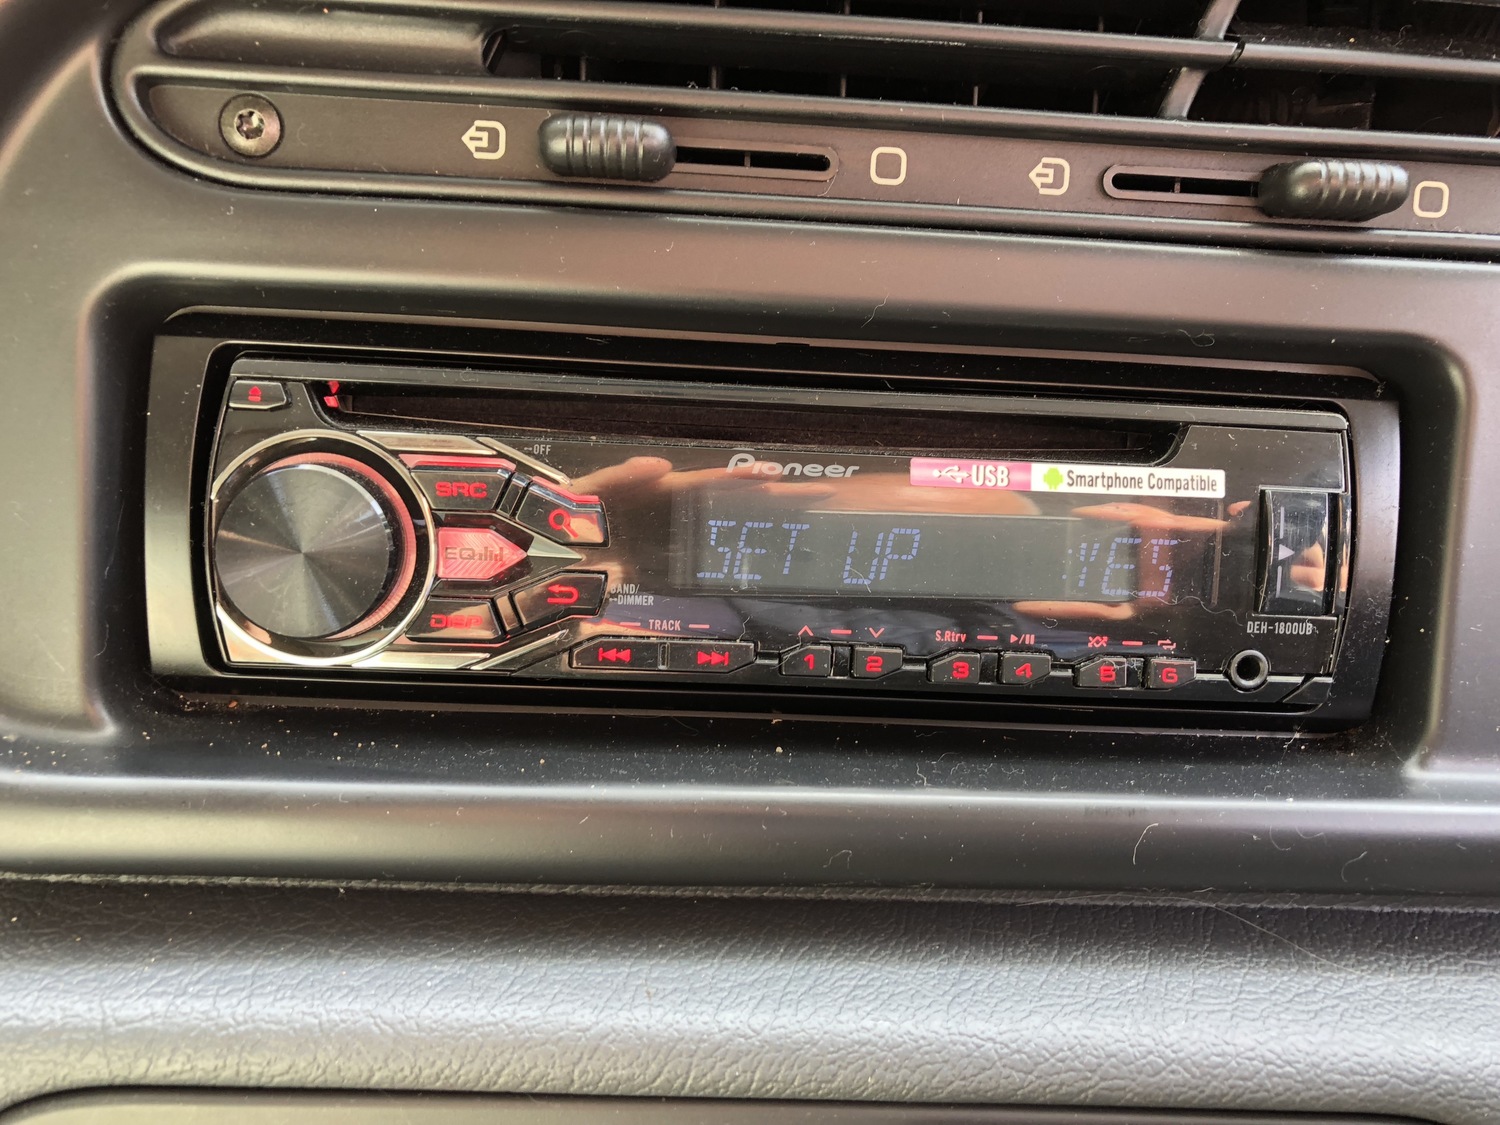 OFF
Pioneer
USB
Smartphone Compatible
SRC
EQ
SET UP :YES
BAND/
DIMMER
DISP
TRACK
S.Rtrv
DEH-1800UB
1 2 3 4 5 6